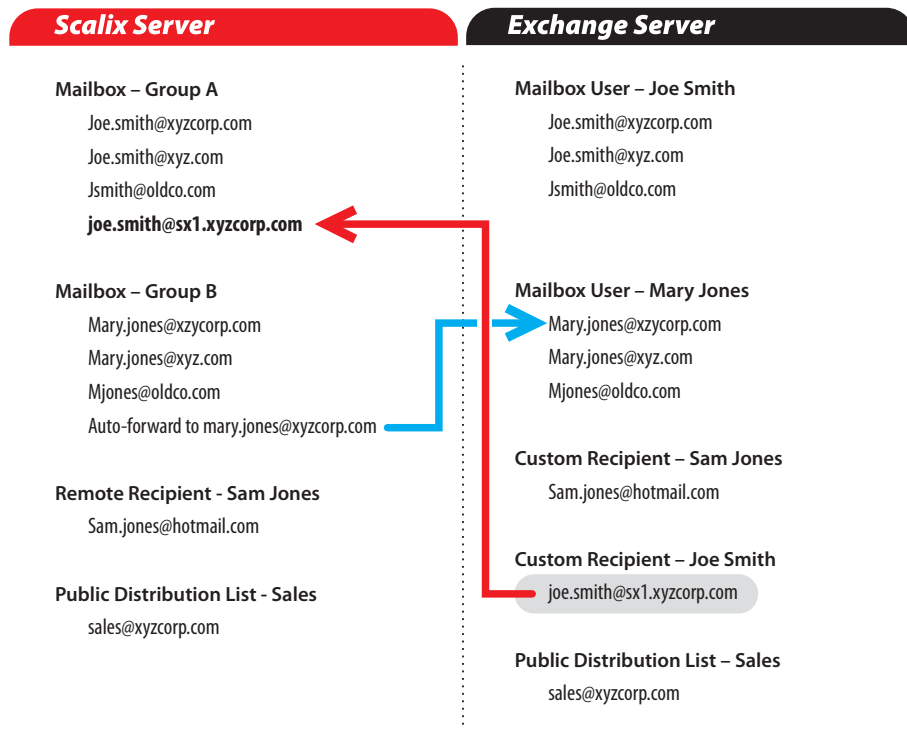 Scalix Server
Mailbox – Group A
Joe.smith@xyzcorp.com
Joe.smith@xyz.com
Jsmith@oldco.com
joe.smith@sx1.xyzcorp.com
Mailbox – Group B
Mary.jones@xzycorp.com
Mary.jones@xyz.com
Mjones@oldco.com
Auto-forward to mary.jones@xyzcorp.com
Remote Recipient - Sam Jones
Sam.jones@hotmail.com
Public Distribution List - Sales
sales@xyzcorp.com
Exchange Server
Mailbox User – Joe Smith
Joe.smith@xyzcorp.com
Joe.smith@xyz.com
Jsmith@oldco.com
Mailbox User – Mary Jones
Mary.jones@xzycorp.com
Mary.jones@xyz.com
Mjones@oldco.com
Custom Recipient – Sam Jones
Sam.jones@hotmail.com
Custom Recipient – Joe Smith
joe.smith@sx1.xyzcorp.com
Public Distribution List – Sales
sales@xyzcorp.com